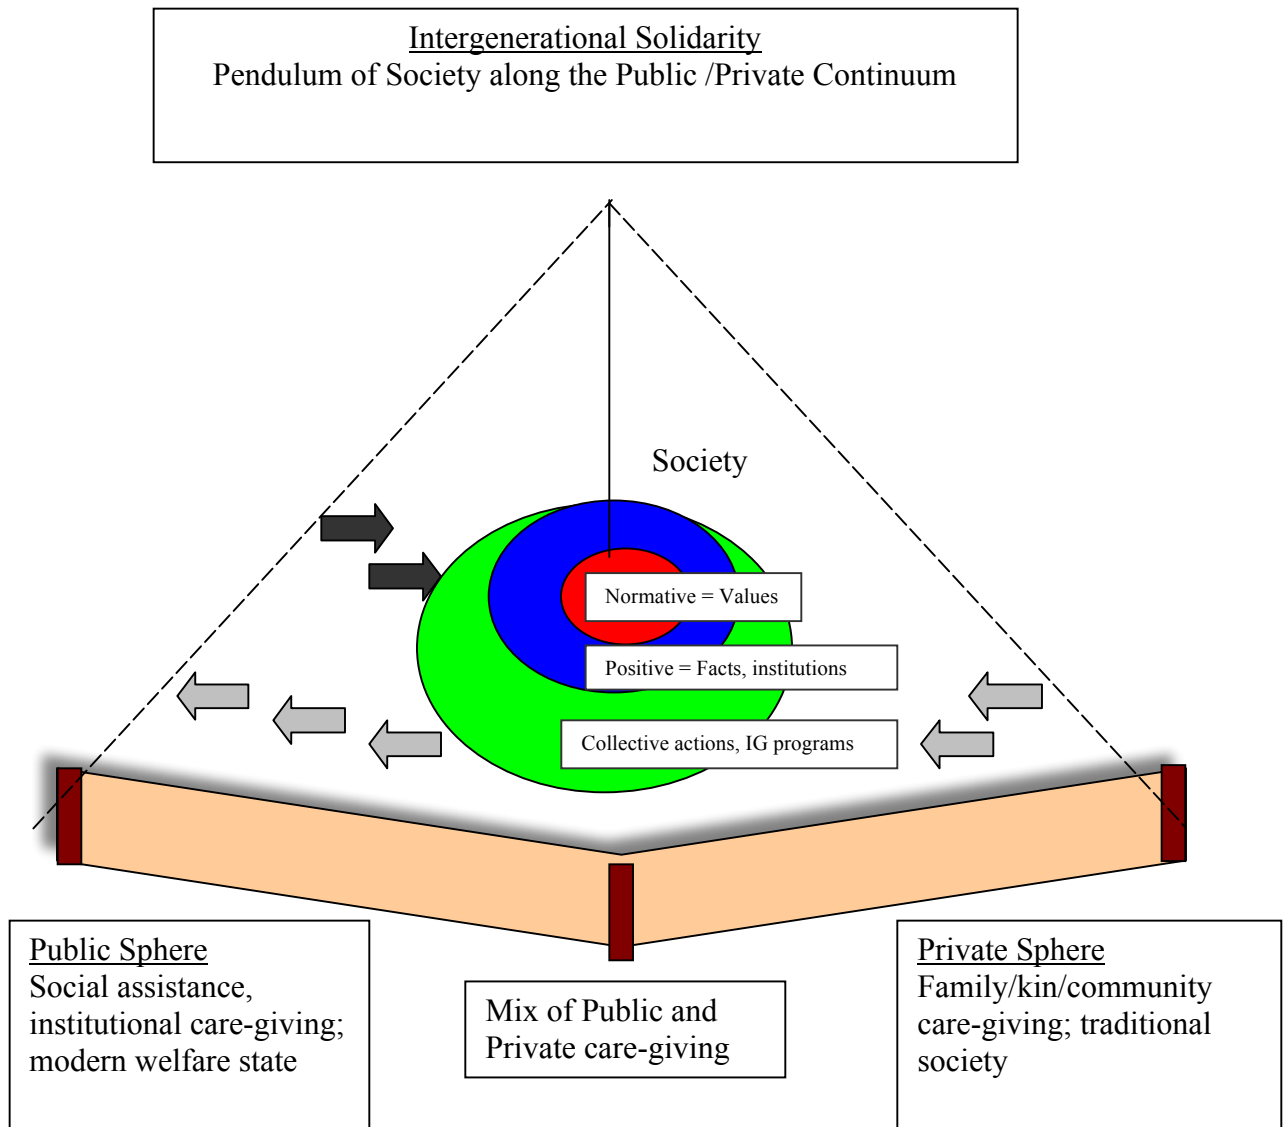 Intergenerational Solidarity
Pendulum of Society along the Public /Private Continuum
Society
Normative = Values
Positive = Facts, institutions
Collective actions, IG programs
Public Sphere
Social assistance,
institutional care-giving;
modern welfare state
Mix of Public and
Private care-giving
Private Sphere
Family/kin/community
care-giving; traditional
society